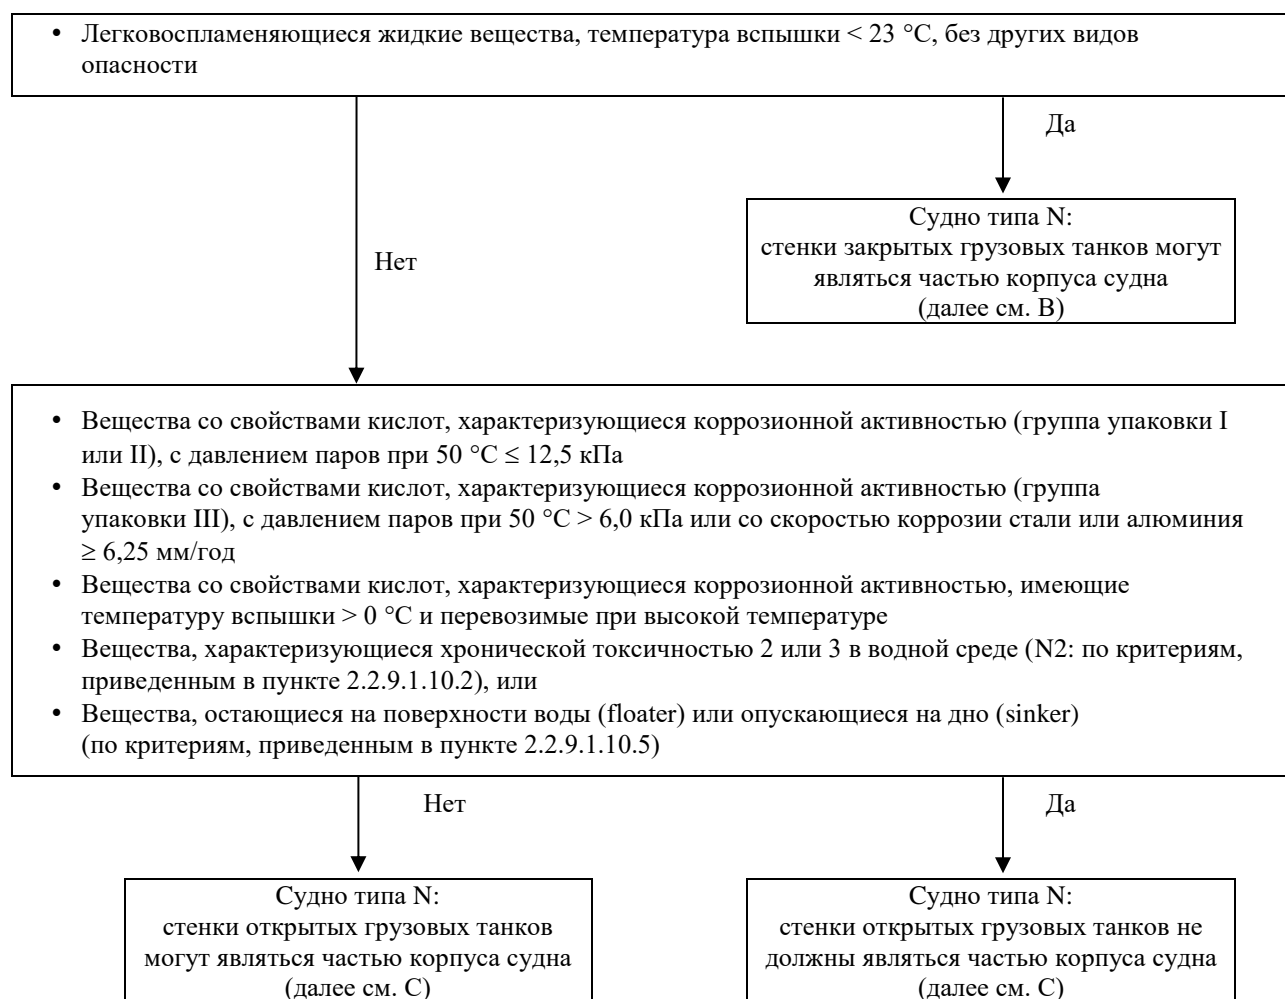 • Легковоспламеняющиеся жидкие вещества, температура вспышки < 23 °C, без других видов
опасности
Да
Судно типа N:
стенки закрытых грузовых танков могут
являться частью корпуса судна
(далее см. B)
Нет
• Вещества со свойствами кислот, характеризующиеся коррозионной активностью (группа упаковки I
или II), с давлением паров при 50 °C ≤ 12,5 кПа
• Вещества со свойствами кислот, характеризующиеся коррозионной активностью (группа
упаковки III), с давлением паров при 50 °C > 6,0 кПа или со скоростью коррозии стали или алюминия
≥ 6,25 мм/год
• Вещества со свойствами кислот, характеризующиеся коррозионной активностью, имеющие
температуру вспышки > 0 °C и перевозимые при высокой температуре
• Вещества, характеризующиеся хронической токсичностью 2 или 3 в водной среде (N2: по критериям,
приведенным в пункте 2.2.9.1.10.2), или
• Вещества, остающиеся на поверхности воды (floater) или опускающиеся на дно (sinker)
(по критериям, приведенным в пункте 2.2.9.1.10.5)
Нет
Да
Судно типа N:
стенки открытых грузовых танков
могут являться частью корпуса судна
(далее см. C)
Судно типа N:
стенки открытых грузовых танков не
должны являться частью корпуса судна
(далее см. C)